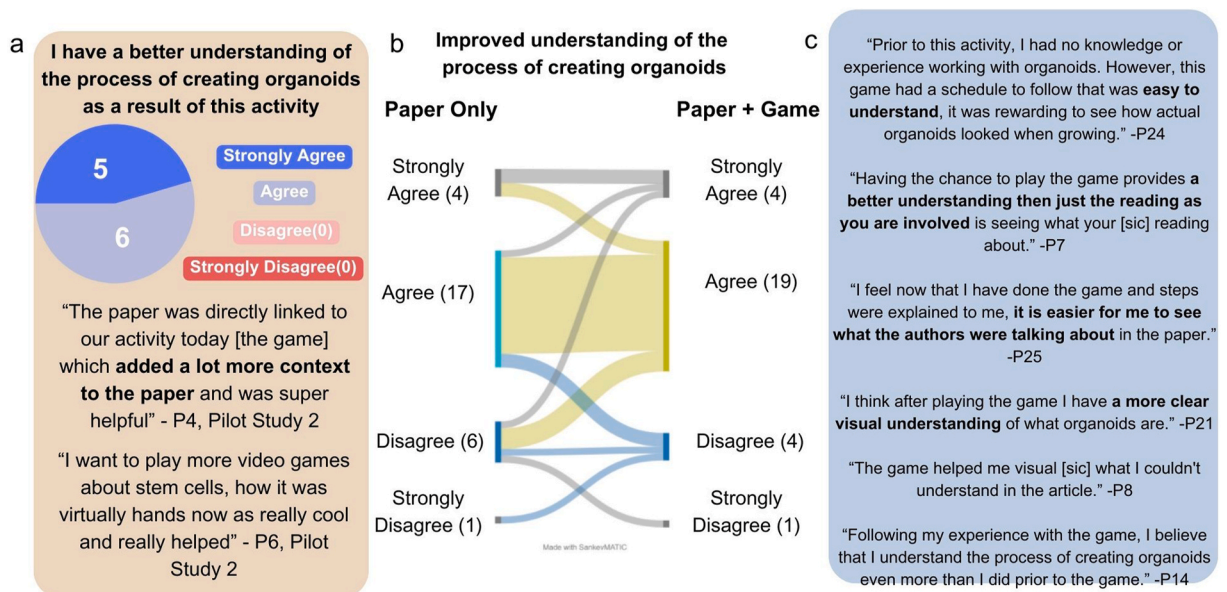 a
I have a better understanding of
the process of creating organoids
as a result of this activity
5
6
Strongly Agree
Agree
Disagree(0)
Strongly Disagree(0)
“The paper was directly linked to
our activity today [the game]
which added a lot more context
to the paper and was super
helpful” - P4, Pilot Study 2
“I want to play more video games
about stem cells, how it was
virtually hands now as really cool
and really helped” - P6, Pilot
Study 2
b
Improved understanding of the
process of creating organoids
Paper Only
Paper + Game
Strongly
Agree (4)
Agree (17)
Disagree (6)
Strongly
Disagree (1)
Strongly
Agree (4)
Agree (19)
Disagree (4)
Strongly
Disagree (1)
Made with SankeyMATIC
c
“Prior to this activity, I had no knowledge or
experience working with organoids. However, this
game had a schedule to follow that was easy to
understand, it was rewarding to see how actual
organoids looked when growing.” -P24
“Having the chance to play the game provides a
better understanding then just the reading as
you are involved is seeing what your [sic] reading
about.” -P7
“I feel now that I have done the game and steps
were explained to me, it is easier for me to see
what the authors were talking about in the paper.”
-P25
“I think after playing the game I have a more clear
visual understanding of what organoids are.” -P21
“The game helped me visual [sic] what I couldn't
understand in the article.” -P8
“Following my experience with the game, I believe
that I understand the process of creating organoids
even more than I did prior to the game.” -P14